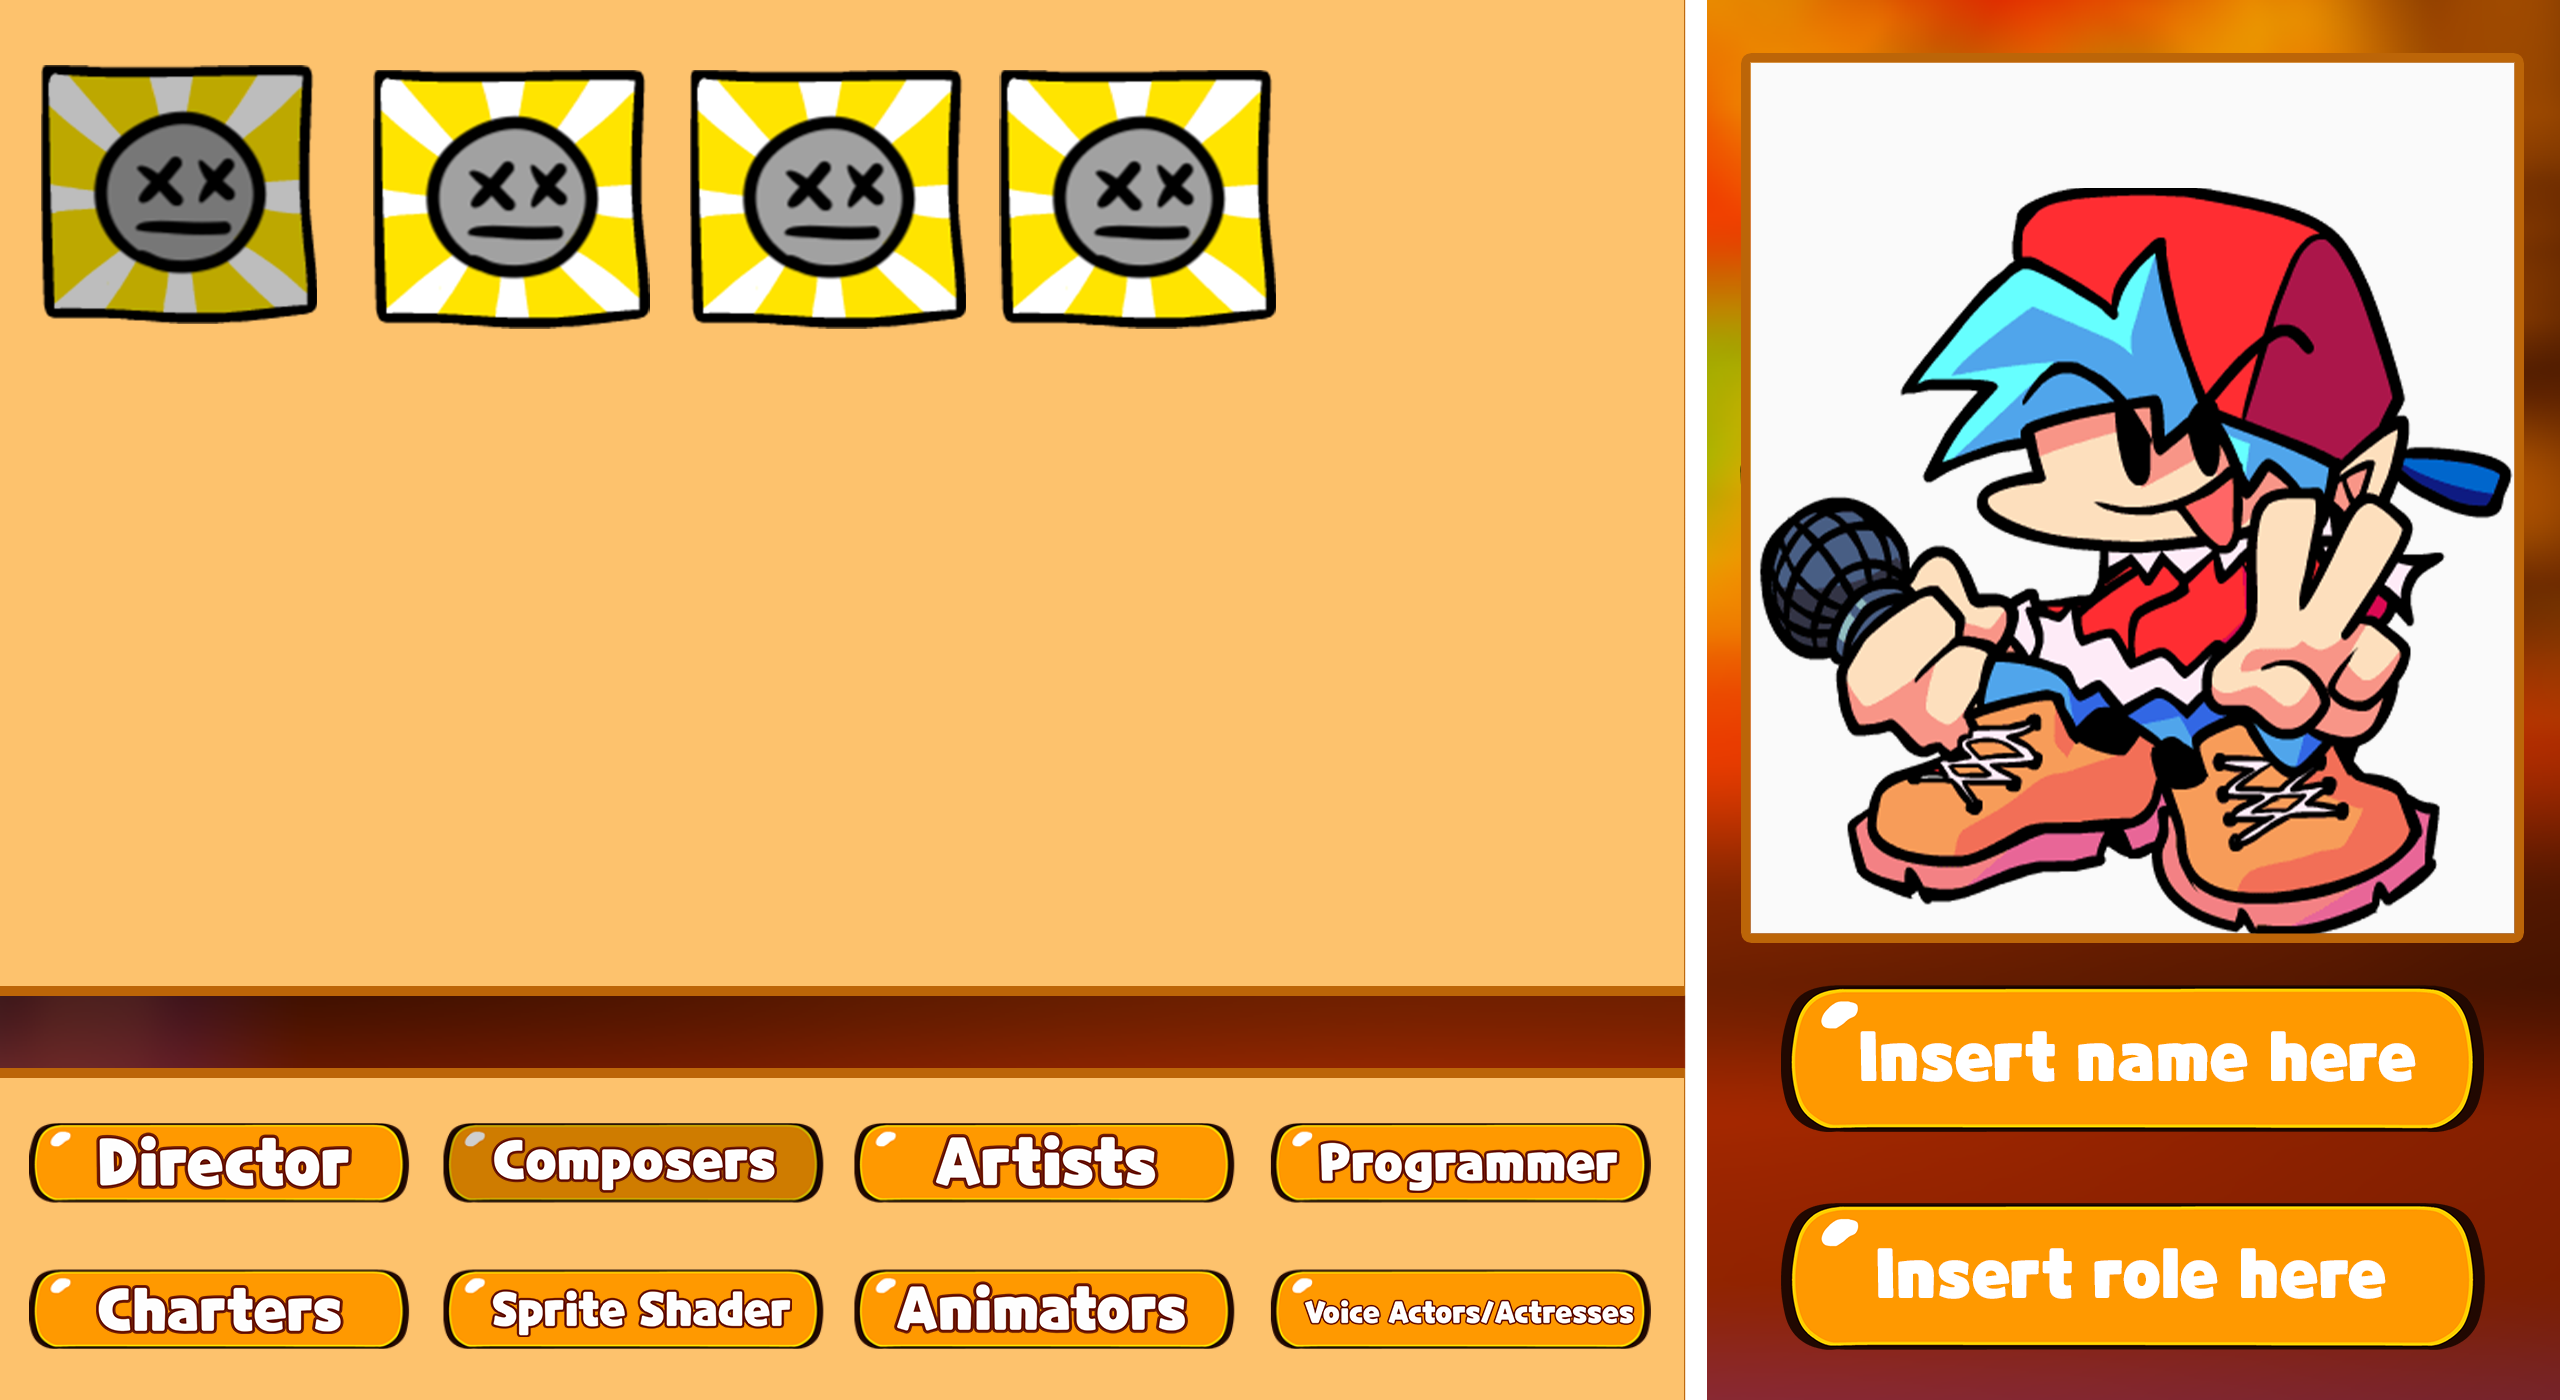 Insert name here
Insert role here
Director
Composers
Artists
Programmer
Charters
Sprite Shader
Animators
Voice Actors/Actresses